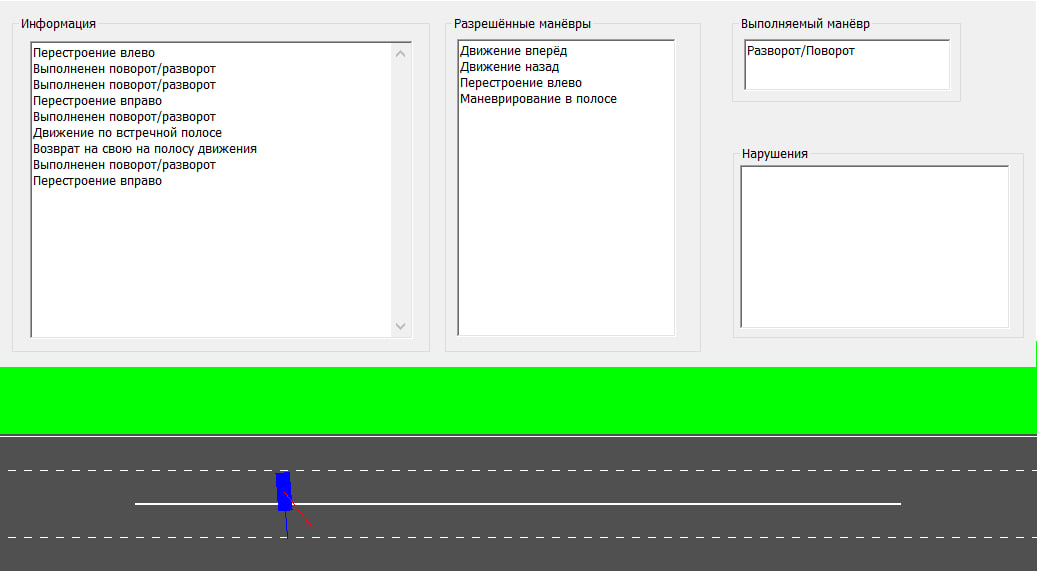 Информация
Перестроение влево
Выполненен поворот/разворот
Выполненен поворот/разворот
Перестроение вправо
Выполненен поворот/разворот
Движение по встречной полосе
Возврат на свою на полосу движения
Выполненен поворот/разворот
Перестроение вправо
Разрешённые манёвры
Движение вперёд
Движение назад
Перестроение влево
Маневрирование в полосе
Выполняемый манёвр
Разворот/Поворот
Нарушения